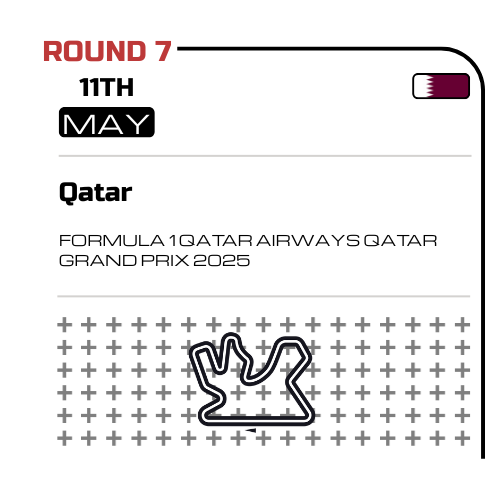 ROUND 7
11TH
MAY
Qatar
FORMULA 1 QATAR AIRWAYS QATAR
GRAND PRIX 2025